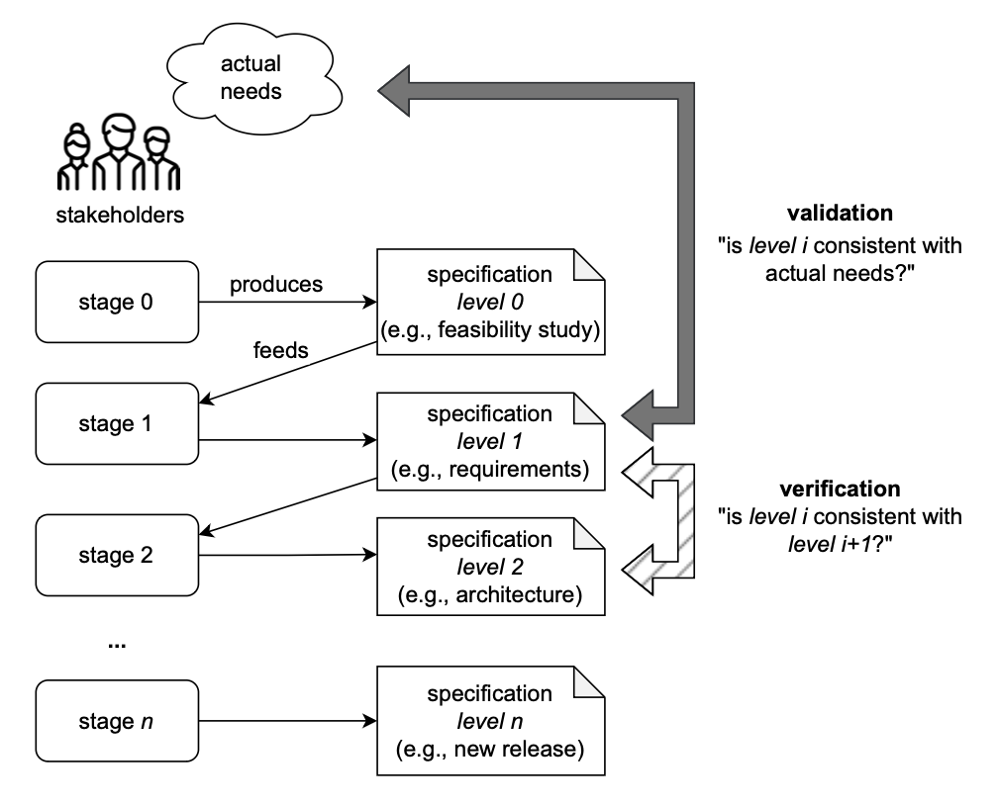 actual
needs
stakeholders
validation
"is level i consistent with
actual needs?"
stage 0
produces
specification
level 0
(e.g., feasibility study)
feeds
stage 1
specification
level 1
(e.g., requirements)
verification
"is level i consistent with
level i+1?"
stage 2
specification
level 2
(e.g., architecture)
...
stage n
specification
level n
(e.g., new release)